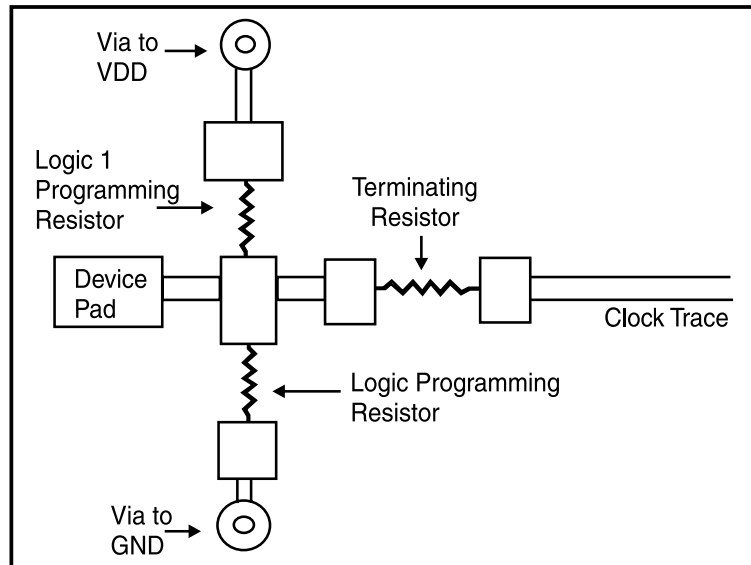 Via to
VDD
Logic 1
Programming
Resistor
Terminating
Resistor
Device
Pad
Clock Trace
Logic Programming
Resistor
Via to
GND